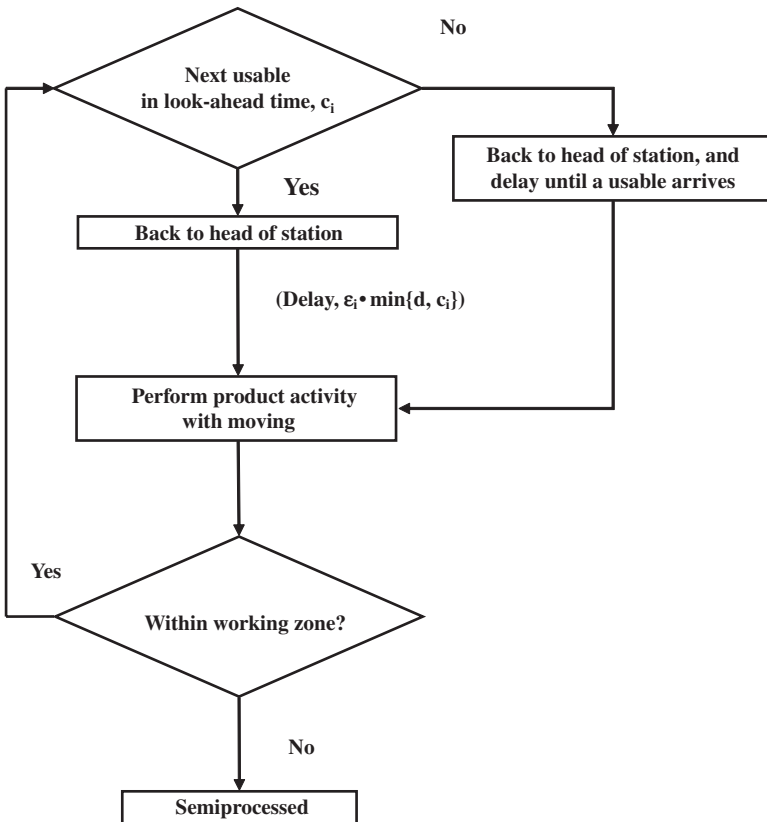 No
Next usable
in look-ahead time, cᵢ
Back to head of station, and
delay until a usable arrives
Yes
Back to head of station
(Delay, εᵢ• min{d, cᵢ})
Perform product activity
with moving
Yes
Within working zone?
No
Semiprocessed